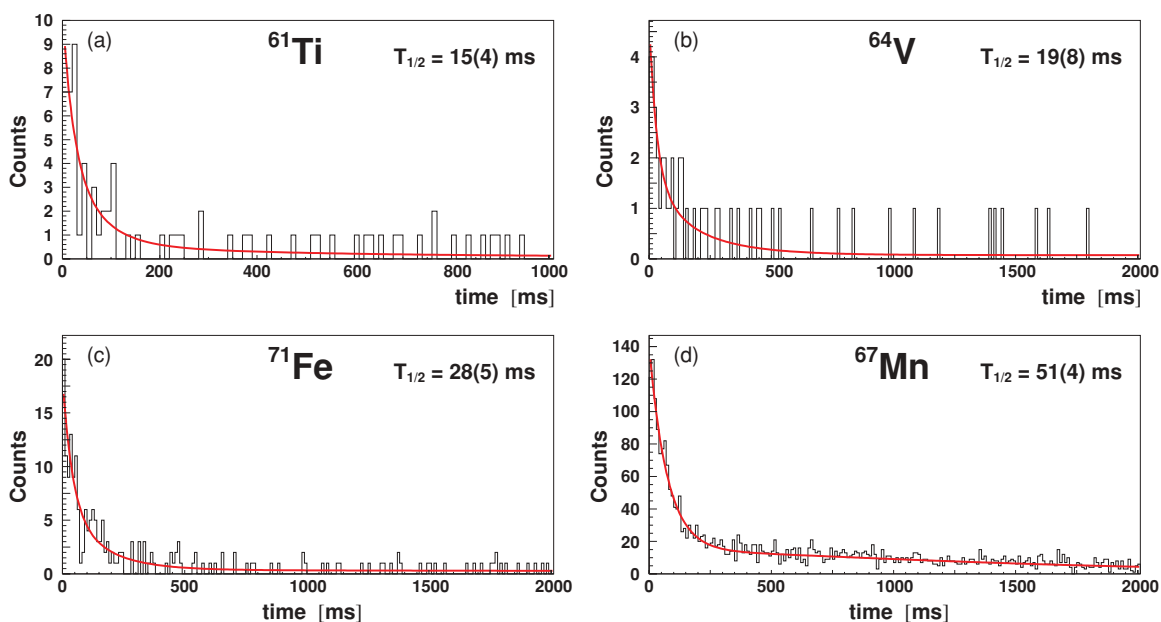 (a) ⁶¹Ti T₁/₂ = 15(4) ms
10
9
8
7
6
5
4
3
2
1
0
Counts
0 200 400 600 800 1000
time [ms]
(b) ⁶⁴V T₁/₂ = 19(8) ms
4
3
2
1
0
Counts
0 500 1000 1500 2000
time [ms]
(c) ⁷¹Fe T₁/₂ = 28(5) ms
20
15
10
5
0
Counts
0 500 1000 1500 2000
time [ms]
(d) ⁶⁷Mn T₁/₂ = 51(4) ms
140
120
100
80
60
40
20
0
Counts
0 500 1000 1500 2000
time [ms]